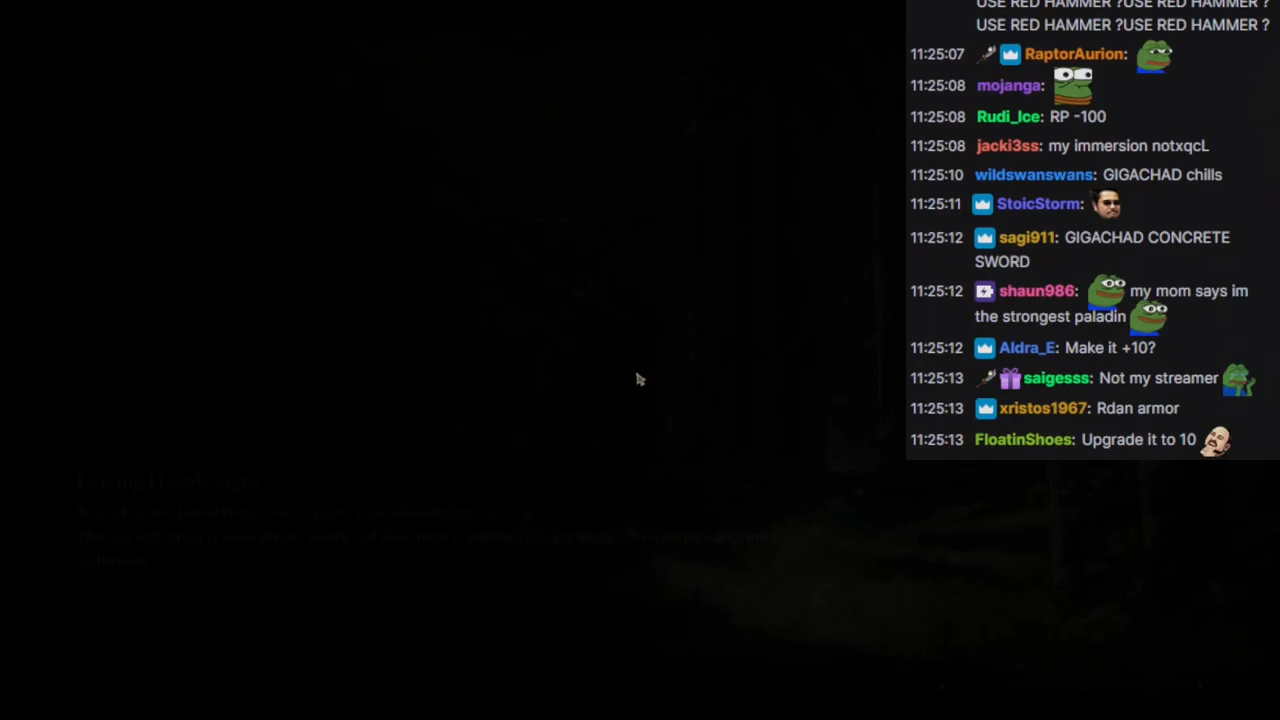 USE RED HAMMER ?USE RED HAMMER ?
USE RED HAMMER ?USE RED HAMMER ?
11:25:07 RaptorAurion:
11:25:08 mojanga:
11:25:08 Rudi_Ice: RP -100
11:25:08 jacki3ss: my immersion notxqcL
11:25:10 wildswanswans: GIGACHAD chills
11:25:11 StoicStorm:
11:25:12 sagi911: GIGACHAD CONCRETE
SWORD
11:25:12 shaun986: my mom says im
the strongest paladin
11:25:12 Aldra_E: Make it +10?
11:25:13 saigesss: Not my streamer
11:25:13 xristos1967: Rdan armor
11:25:13 FloatinShoes: Upgrade it to 10